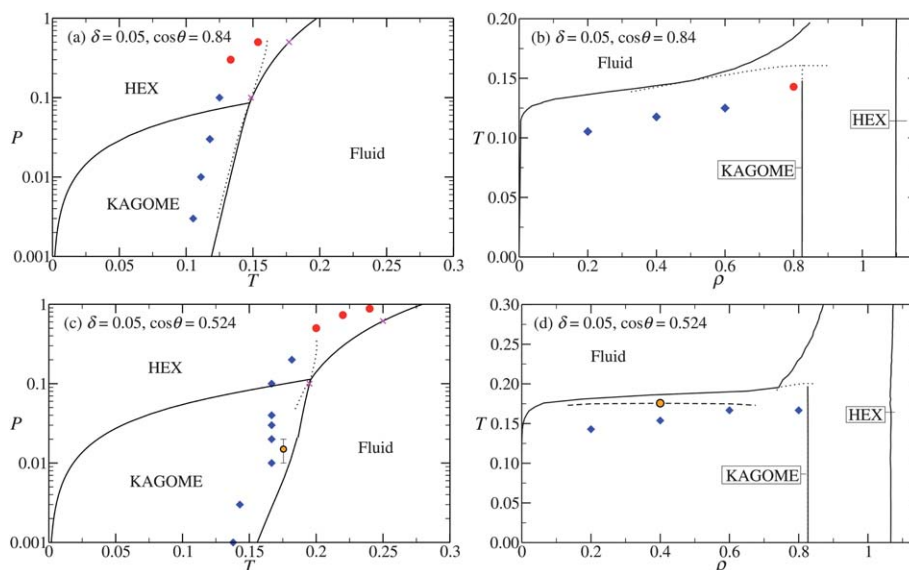 (a) δ = 0.05, cosθ = 0.84
HEX
KAGOME
Fluid
P
1
0.1
0.01
0.001
0
0.05
0.1
0.15
0.2
0.25
0.3
T
(b) δ = 0.05, cosθ = 0.84
Fluid
KAGOME
HEX
T
0.20
0.15
0.10
0.05
0.00
0
0.2
0.4
0.6
0.8
1
ρ
(c) δ = 0.05, cosθ = 0.524
HEX
KAGOME
Fluid
P
1
0.1
0.01
0.001
0
0.05
0.1
0.15
0.2
0.25
0.3
T
(d) δ = 0.05, cosθ = 0.524
Fluid
KAGOME
HEX
T
0.30
0.25
0.20
0.15
0.10
0.05
0.00
0
0.2
0.4
0.6
0.8
1
ρ